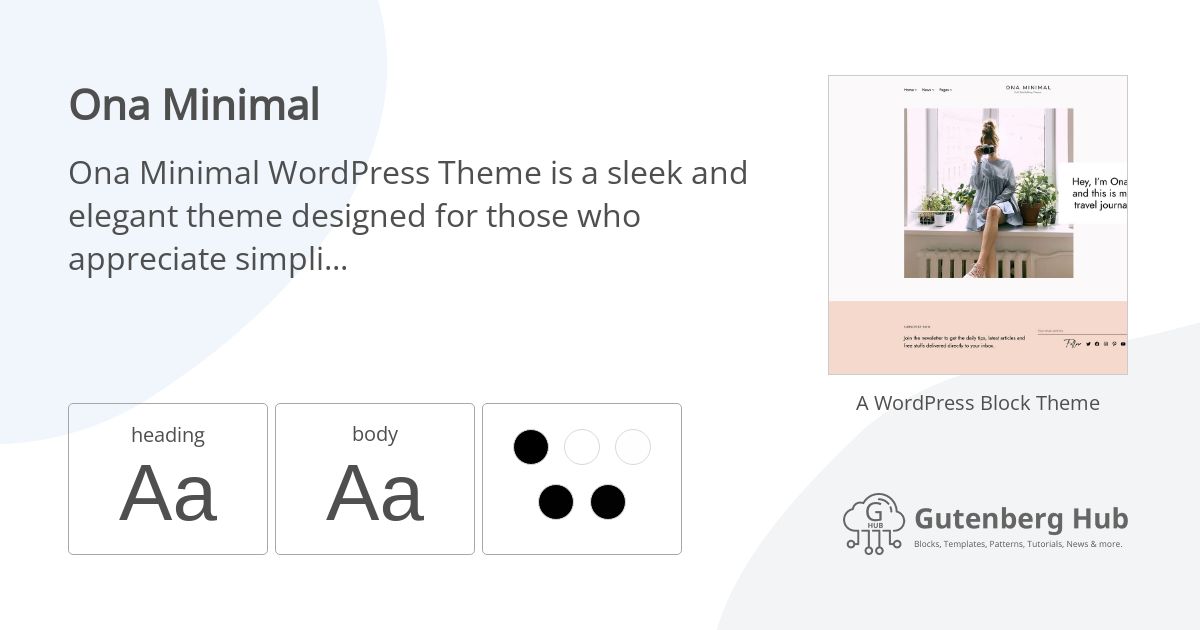 Ona Minimal
Ona Minimal WordPress Theme is a sleek and
elegant theme designed for those who
appreciate simpli...
heading
Aa
body
Aa
Home
News
Pages
ONA MINIMAL
Hey, I'm Ona
and this is m
travel journa
Join the newsletter to get the daily tips, latest articles and
free stuffs delivered directly to your inbox.
Follow
A WordPress Block Theme
G
HUB
Gutenberg Hub
Blocks, Templates, Patterns, Tutorials, News & more.